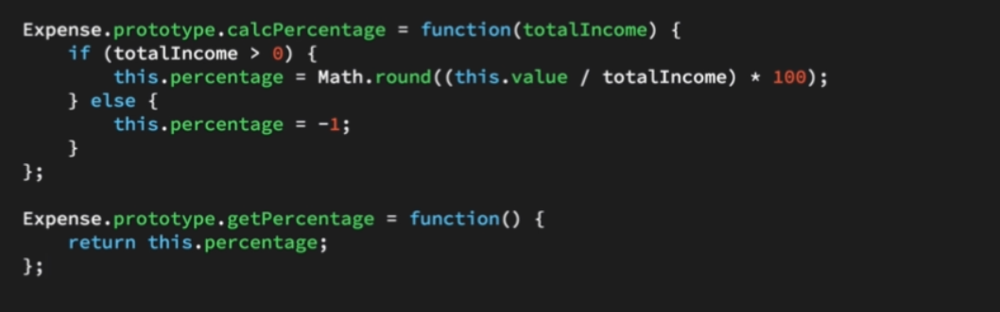 Expense.prototype.calcPercentage = function(totalIncome) {
    if (totalIncome > 0) {
        this.percentage = Math.round((this.value / totalIncome) * 100);
    } else {
        this.percentage = -1;
    }
};

Expense.prototype.getPercentage = function() {
    return this.percentage;
};